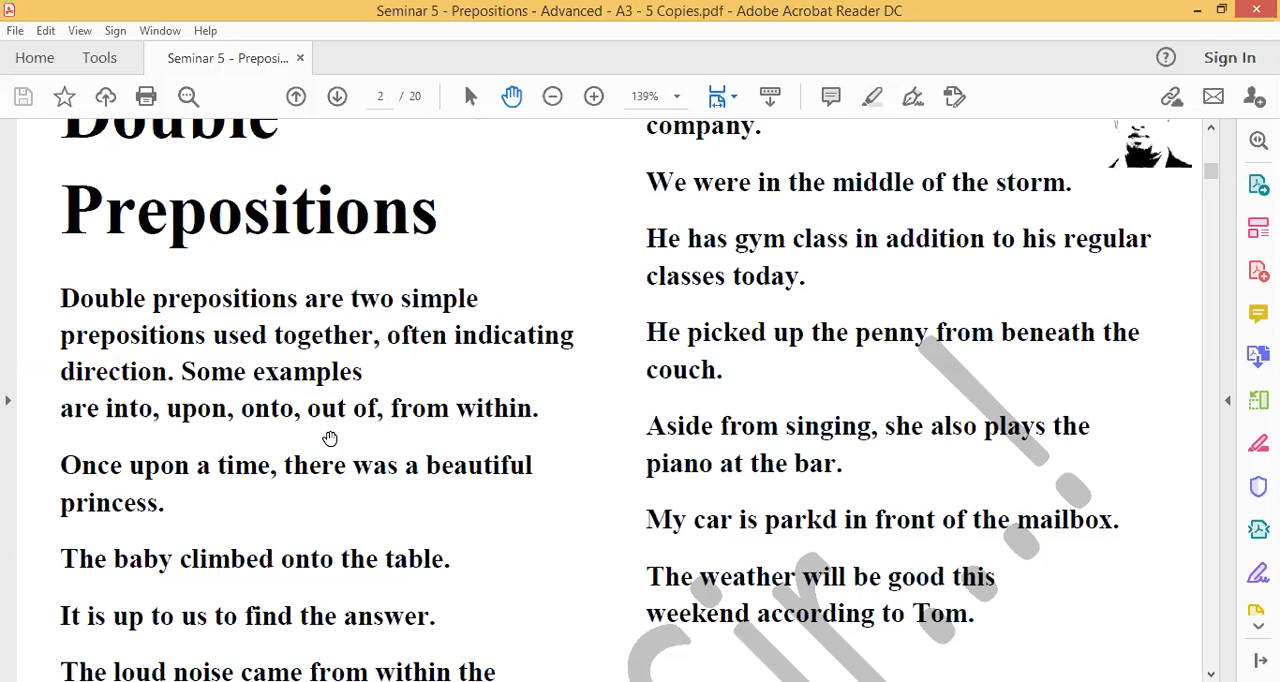 Seminar 5 - Prepositions - Advanced - A3 - 5 Copies.pdf - Adobe Acrobat Reader DC
File Edit View Sign Window Help
Home Tools Seminar 5 - Preposi... × Sign In
2 / 20 139%
Double
Prepositions
Double prepositions are two simple
prepositions used together, often indicating
direction. Some examples
are into, upon, onto, out of, from within.
Once upon a time, there was a beautiful
princess.
The baby climbed onto the table.
It is up to us to find the answer.
The loud noise came from within the
company.
We were in the middle of the storm.
He has gym class in addition to his regular
classes today.
He picked up the penny from beneath the
couch.
Aside from singing, she also plays the
piano at the bar.
My car is parkd in front of the mailbox.
The weather will be good this
weekend according to Tom.
Sir...!